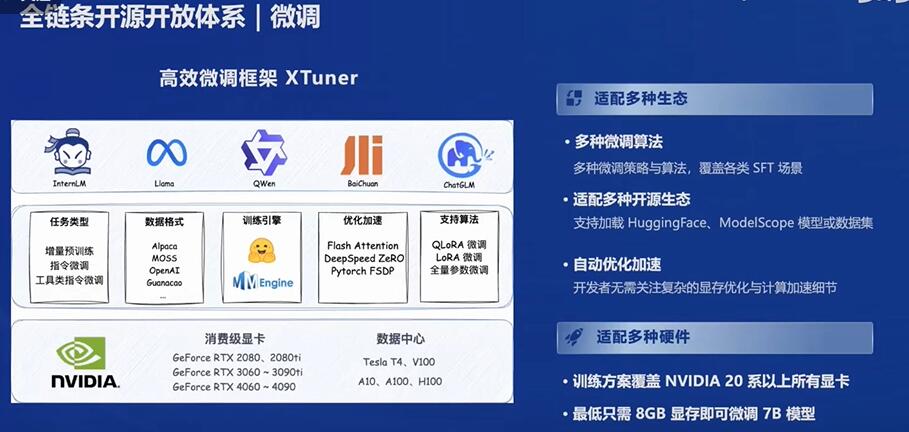 全链条开源开放体系 | 微调
高效微调框架 XTuner
InternLM
Llama
QWen
BaiChuan
ChatGLM
任务类型
增量预训练
指令微调
工具类指令微调
数据格式
Alpaca
MOSS
OpenAI
Guanacao
...
训练引擎
MMEngine
优化加速
Flash Attention
DeepSpeed ZeRO
Pytorch FSDP
支持算法
QLoRA 微调
LoRA 微调
全量参数微调
NVIDIA.
消费级显卡
GeForce RTX 2080、2080ti
GeForce RTX 3060 ~ 3090ti
GeForce RTX 4060 ~ 4090
数据中心
Tesla T4、V100
A10、A100、H100
适配多种生态
• 多种微调算法
多种微调策略与算法，覆盖各类 SFT 场景
• 适配多种开源生态
支持加载 HuggingFace、ModelScope 模型或数据集
• 自动优化加速
开发者无需关注复杂的显存优化与计算加速细节
适配多种硬件
• 训练方案覆盖 NVIDIA 20 系以上所有显卡
• 最低只需 8GB 显存即可微调 7B 模型